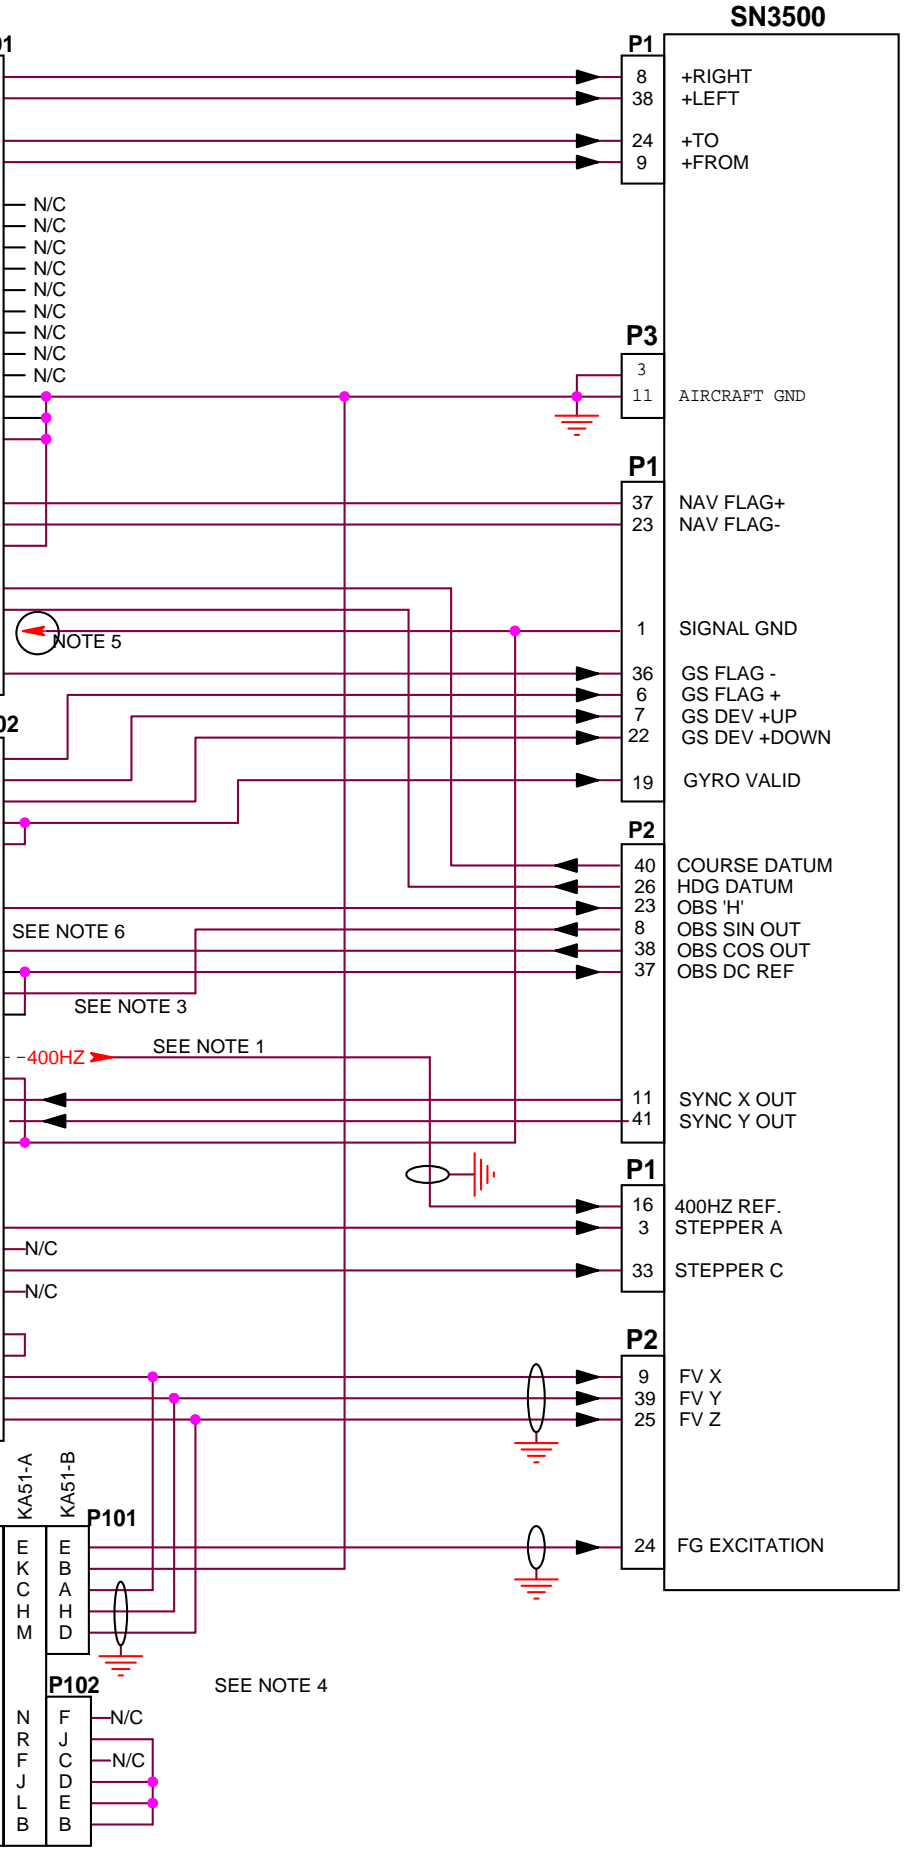 SN3500
01
P1
8 +RIGHT
38 +LEFT
24 +TO
9 +FROM
N/C
N/C
N/C
N/C
N/C
N/C
N/C
N/C
N/C
P3
3
11 AIRCRAFT GND
P1
37 NAV FLAG+
23 NAV FLAG-
NOTE 5
1 SIGNAL GND
36 GS FLAG -
6 GS FLAG +
7 GS DEV +UP
02
22 GS DEV +DOWN
19 GYRO VALID
P2
40 COURSE DATUM
26 HDG DATUM
23 OBS 'H'
SEE NOTE 6
8 OBS SIN OUT
38 OBS COS OUT
37 OBS DC REF
SEE NOTE 3
SEE NOTE 1
400HZ
11 SYNC X OUT
41 SYNC Y OUT
P1
16 400HZ REF.
3 STEPPER A
N/C
33 STEPPER C
N/C
P2
9 FV X
39 FV Y
25 FV Z
KA51-A
KA51-B
P101
E E
24 FG EXCITATION
K B
C A
H H
M D
P102
SEE NOTE 4
N F N/C
R J
F C N/C
J D
L E
B B